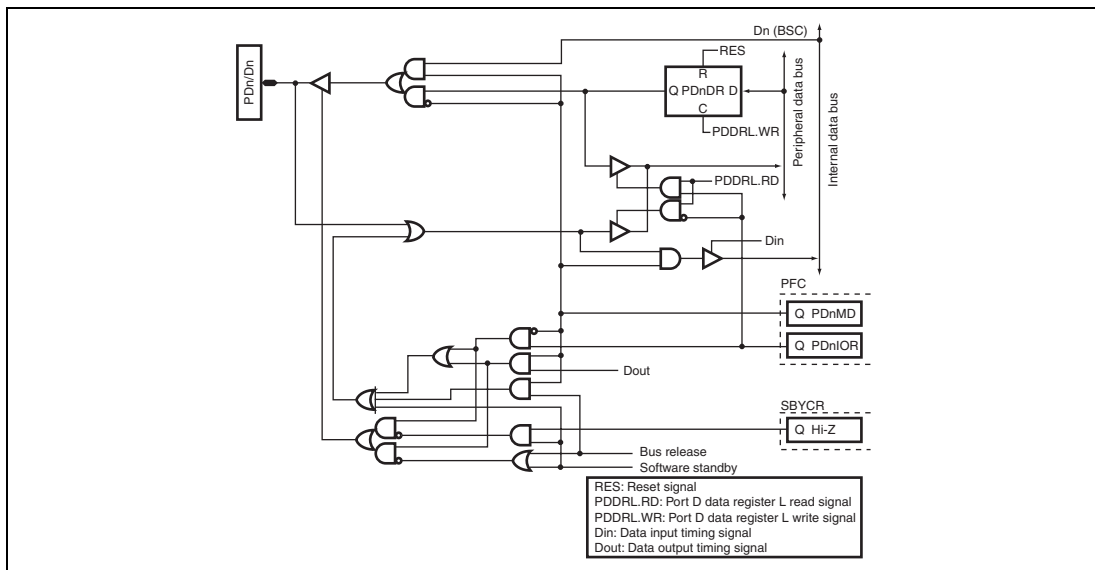 Dn (BSC)
PDn/Dn
RES
R
Q PDnDR D
C
PDDRL.WR
Peripheral data bus
Internal data bus
PDDRL.RD
Din
PFC
Q PDnMD
Q PDnIOR
Dout
SBYCR
Q Hi-Z
Bus release
Software standby
RES: Reset signal
PDDRL.RD: Port D data register L read signal
PDDRL.WR: Port D data register L write signal
Din: Data input timing signal
Dout: Data output timing signal